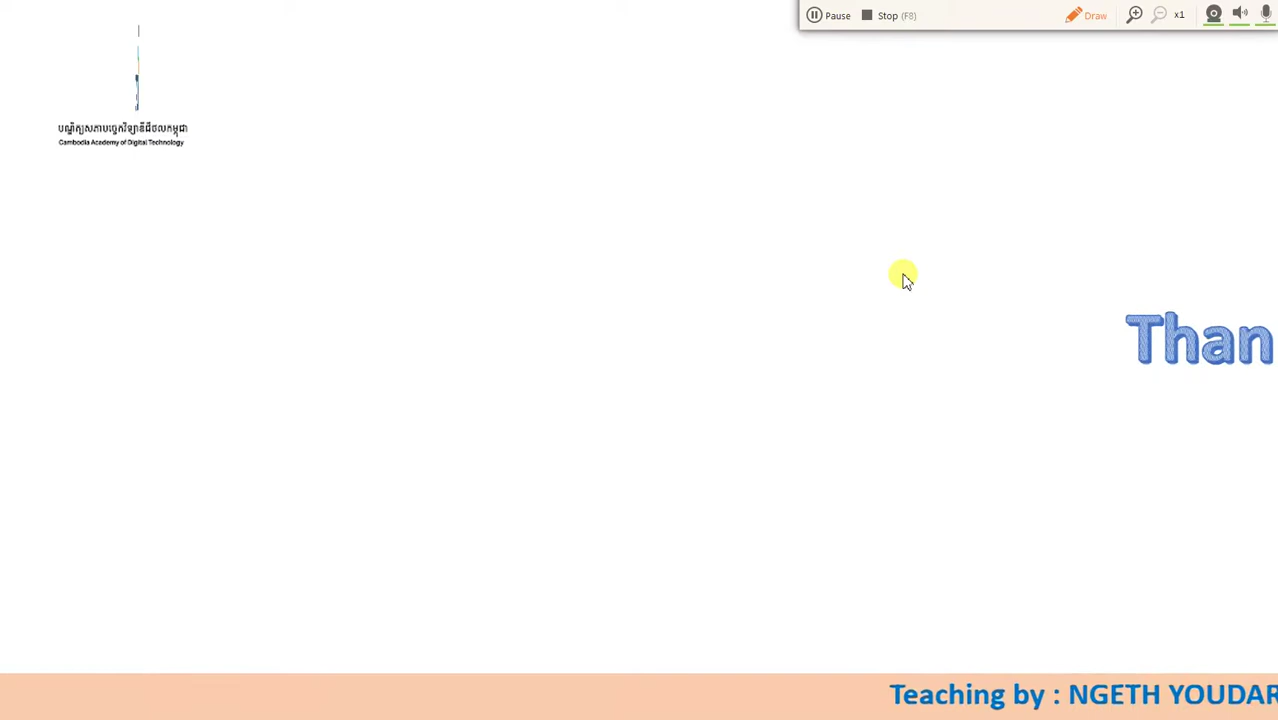 Pause Stop (F8) Draw x1
បណ្ឌិត្យសភាបច្ចេកវិទ្យាឌីជីថលកម្ពុជា
Cambodia Academy of Digital Technology
Than
Teaching by : NGETH YOUDAR